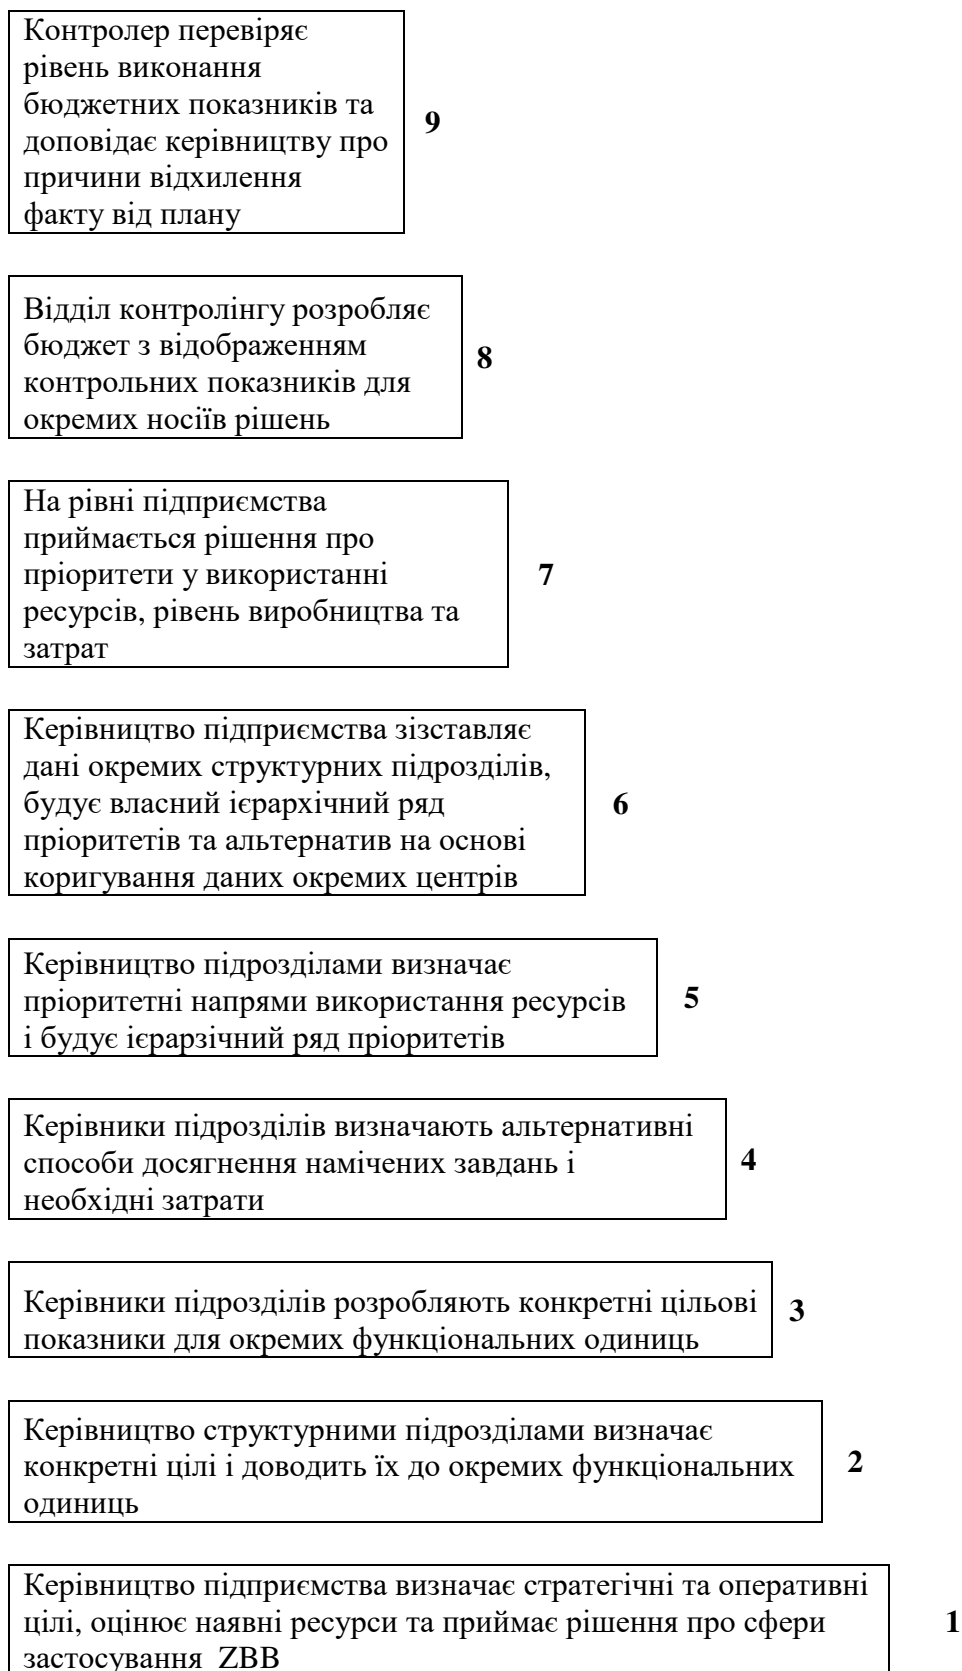 Контролер перевіряє
рівень виконання
бюджетних показників та
доповідає керівництву про
причини відхилення
факту від плану
9
Відділ контролінгу розробляє
бюджет з відображенням
контрольних показників для
окремих носіїв рішень
8
На рівні підприємства
приймається рішення про
пріоритети у використанні
ресурсів, рівень виробництва та
затрат
7
Керівництво підприємства зізставляє
дані окремих структурних підрозділів,
будує власний ієрархічний ряд
пріоритетів та альтернатив на основі
коригування даних окремих центрів
6
Керівництво підрозділами визначає
пріоритетні напрями використання ресурсів
і будує ієрарзічний ряд пріоритетів
5
Керівники підрозділів визначають альтернативні
способи досягнення намічених завдань і
необхідні затрати
4
Керівники підрозділів розробляють конкретні цільові
показники для окремих функціональних одиниць
3
Керівництво структурними підрозділами визначає
конкретні цілі і доводить їх до окремих функціональних
одиниць
2
Керівництво підприємства визначає стратегічні та оперативні
цілі, оцінює наявні ресурси та приймає рішення про сфери
застосування ZBB
1